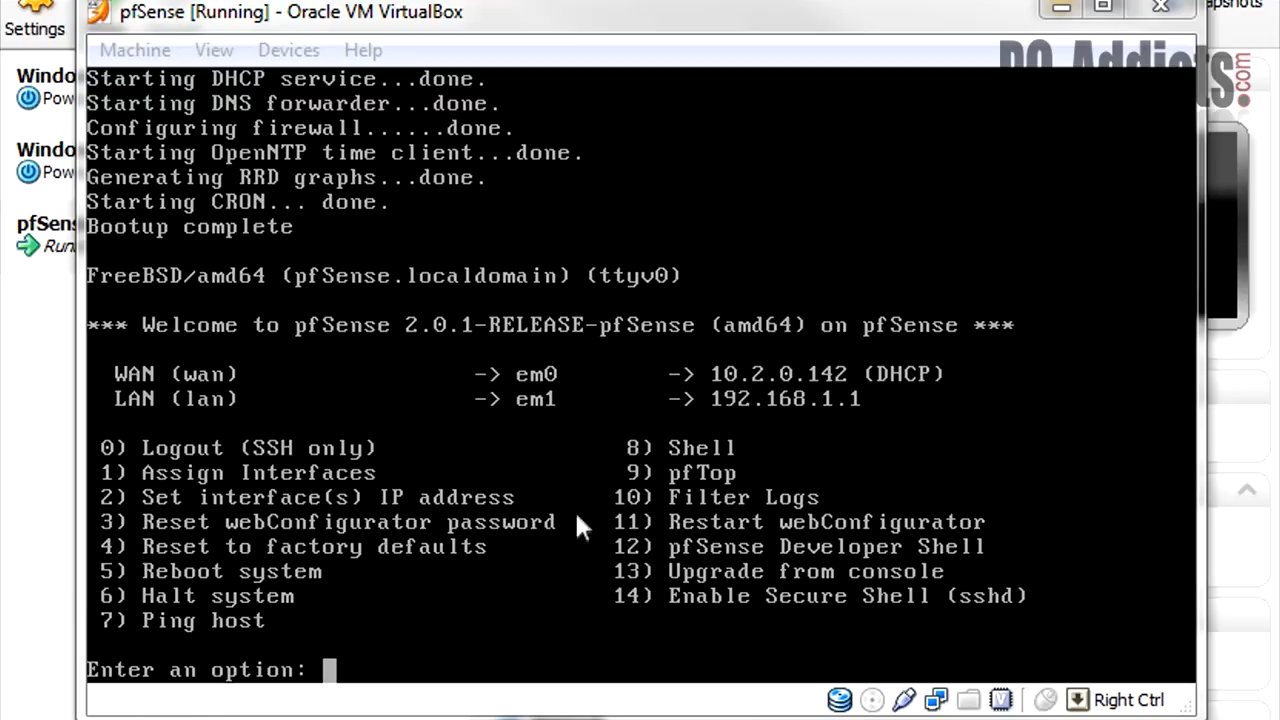 pfSense [Running] - Oracle VM VirtualBox
Settings
Machine View Devices Help
Starting DHCP service...done.
Starting DNS forwarder...done.
Configuring firewall......done.
Starting OpenNTP time client...done.
Generating RRD graphs...done.
Starting CRON... done.
Bootup complete
FreeBSD/amd64 (pfSense.localdomain) (ttyv0)
*** Welcome to pfSense 2.0.1-RELEASE-pfSense (amd64) on pfSense ***
WAN (wan) -> em0 -> 10.2.0.142 (DHCP)
LAN (lan) -> em1 -> 192.168.1.1
0) Logout (SSH only) 8) Shell
1) Assign Interfaces 9) pfTop
2) Set interface(s) IP address 10) Filter Logs
3) Reset webConfigurator password 11) Restart webConfigurator
4) Reset to factory defaults 12) pfSense Developer Shell
5) Reboot system 13) Upgrade from console
6) Halt system 14) Enable Secure Shell (sshd)
7) Ping host
Enter an option:
Right Ctrl